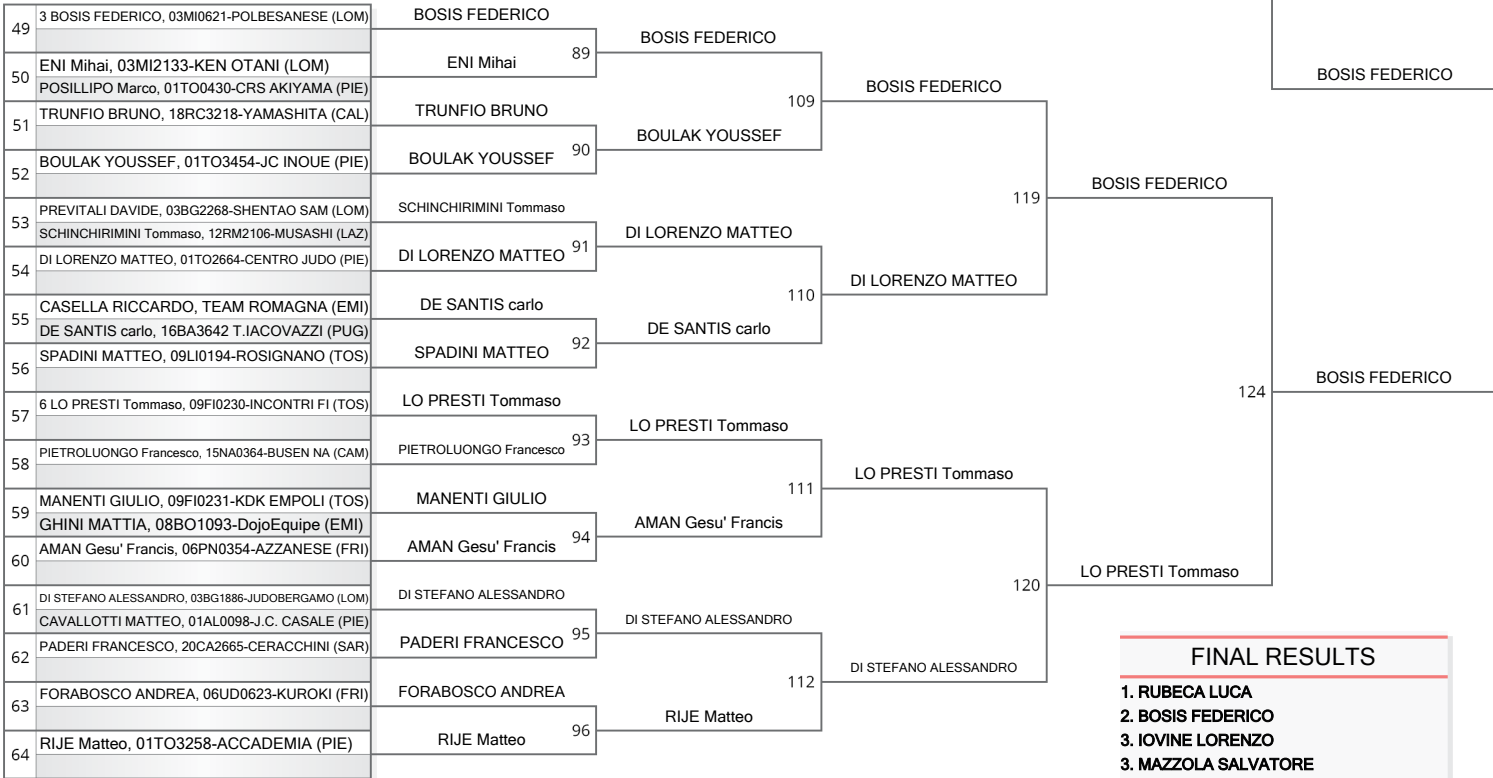 49
3 BOSIS FEDERICO, 03MI0621-POLBESANESE (LOM)
50
ENI Mihai, 03MI2133-KEN OTANI (LOM)
POSILLIPO Marco, 01TO0430-CRS AKIYAMA (PIE)
51
TRUNFIO BRUNO, 18RC3218-YAMASHITA (CAL)
52
BOULAK YOUSSEF, 01TO3454-JC INOUE (PIE)
53
PREVITALI DAVIDE, 03BG2268-SHENTAO SAM (LOM)
SCHINCHIRIMINI Tommaso, 12RM2106-MUSASHI (LAZ)
54
DI LORENZO MATTEO, 01TO2664-CENTRO JUDO (PIE)
55
CASELLA RICCARDO, TEAM ROMAGNA (EMI)
DE SANTIS carlo, 16BA3642 T.IACOVAZZI (PUG)
56
SPADINI MATTEO, 09LI0194-ROSIGNANO (TOS)
57
6 LO PRESTI Tommaso, 09FI0230-INCONTRI FI (TOS)
58
PIETROLUONGO Francesco, 15NA0364-BUSEN NA (CAM)
59
MANENTI GIULIO, 09FI0231-KDK EMPOLI (TOS)
GHINI MATTIA, 08BO1093-DojoEquipe (EMI)
60
AMAN Gesu' Francis, 06PN0354-AZZANESE (FRI)
61
DI STEFANO ALESSANDRO, 03BG1886-JUDOBERGAMO (LOM)
CAVALLOTTI MATTEO, 01AL0098-J.C. CASALE (PIE)
62
PADERI FRANCESCO, 20CA2665-CERACCHINI (SAR)
63
FORABOSCO ANDREA, 06UD0623-KUROKI (FRI)
64
RIJE Matteo, 01TO3258-ACCADEMIA (PIE)
BOSIS FEDERICO
89
ENI Mihai
TRUNFIO BRUNO
90
BOULAK YOUSSEF
SCHINCHIRIMINI Tommaso
91
DI LORENZO MATTEO
DE SANTIS carlo
92
SPADINI MATTEO
LO PRESTI Tommaso
93
PIETROLUONGO Francesco
MANENTI GIULIO
94
AMAN Gesu' Francis
DI STEFANO ALESSANDRO
95
PADERI FRANCESCO
FORABOSCO ANDREA
96
RIJE Matteo
BOSIS FEDERICO
109
BOULAK YOUSSEF
DI LORENZO MATTEO
110
DE SANTIS carlo
LO PRESTI Tommaso
111
AMAN Gesu' Francis
DI STEFANO ALESSANDRO
112
RIJE Matteo
BOSIS FEDERICO
119
DI LORENZO MATTEO
LO PRESTI Tommaso
120
DI STEFANO ALESSANDRO
BOSIS FEDERICO
124
LO PRESTI Tommaso
BOSIS FEDERICO
BOSIS FEDERICO
FINAL RESULTS
1. RUBECA LUCA
2. BOSIS FEDERICO
3. IOVINE LORENZO
3. MAZZOLA SALVATORE